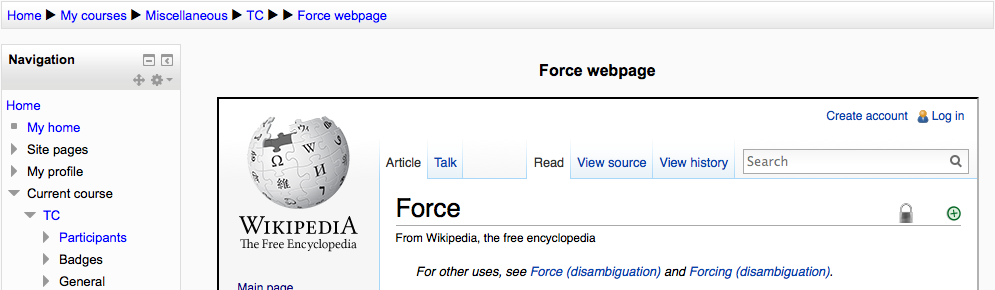 Home ▶ My courses ▶ Miscellaneous ▶ TC ▶ ▶ Force webpage
Navigation
Home
My home
Site pages
My profile
Current course
TC
Participants
Badges
General
Force webpage
Create account Log in
Article Talk Read View source View history Search
WIKIPEDIA
The Free Encyclopedia
Main page
Force
From Wikipedia, the free encyclopedia
For other uses, see Force (disambiguation) and Forcing (disambiguation).